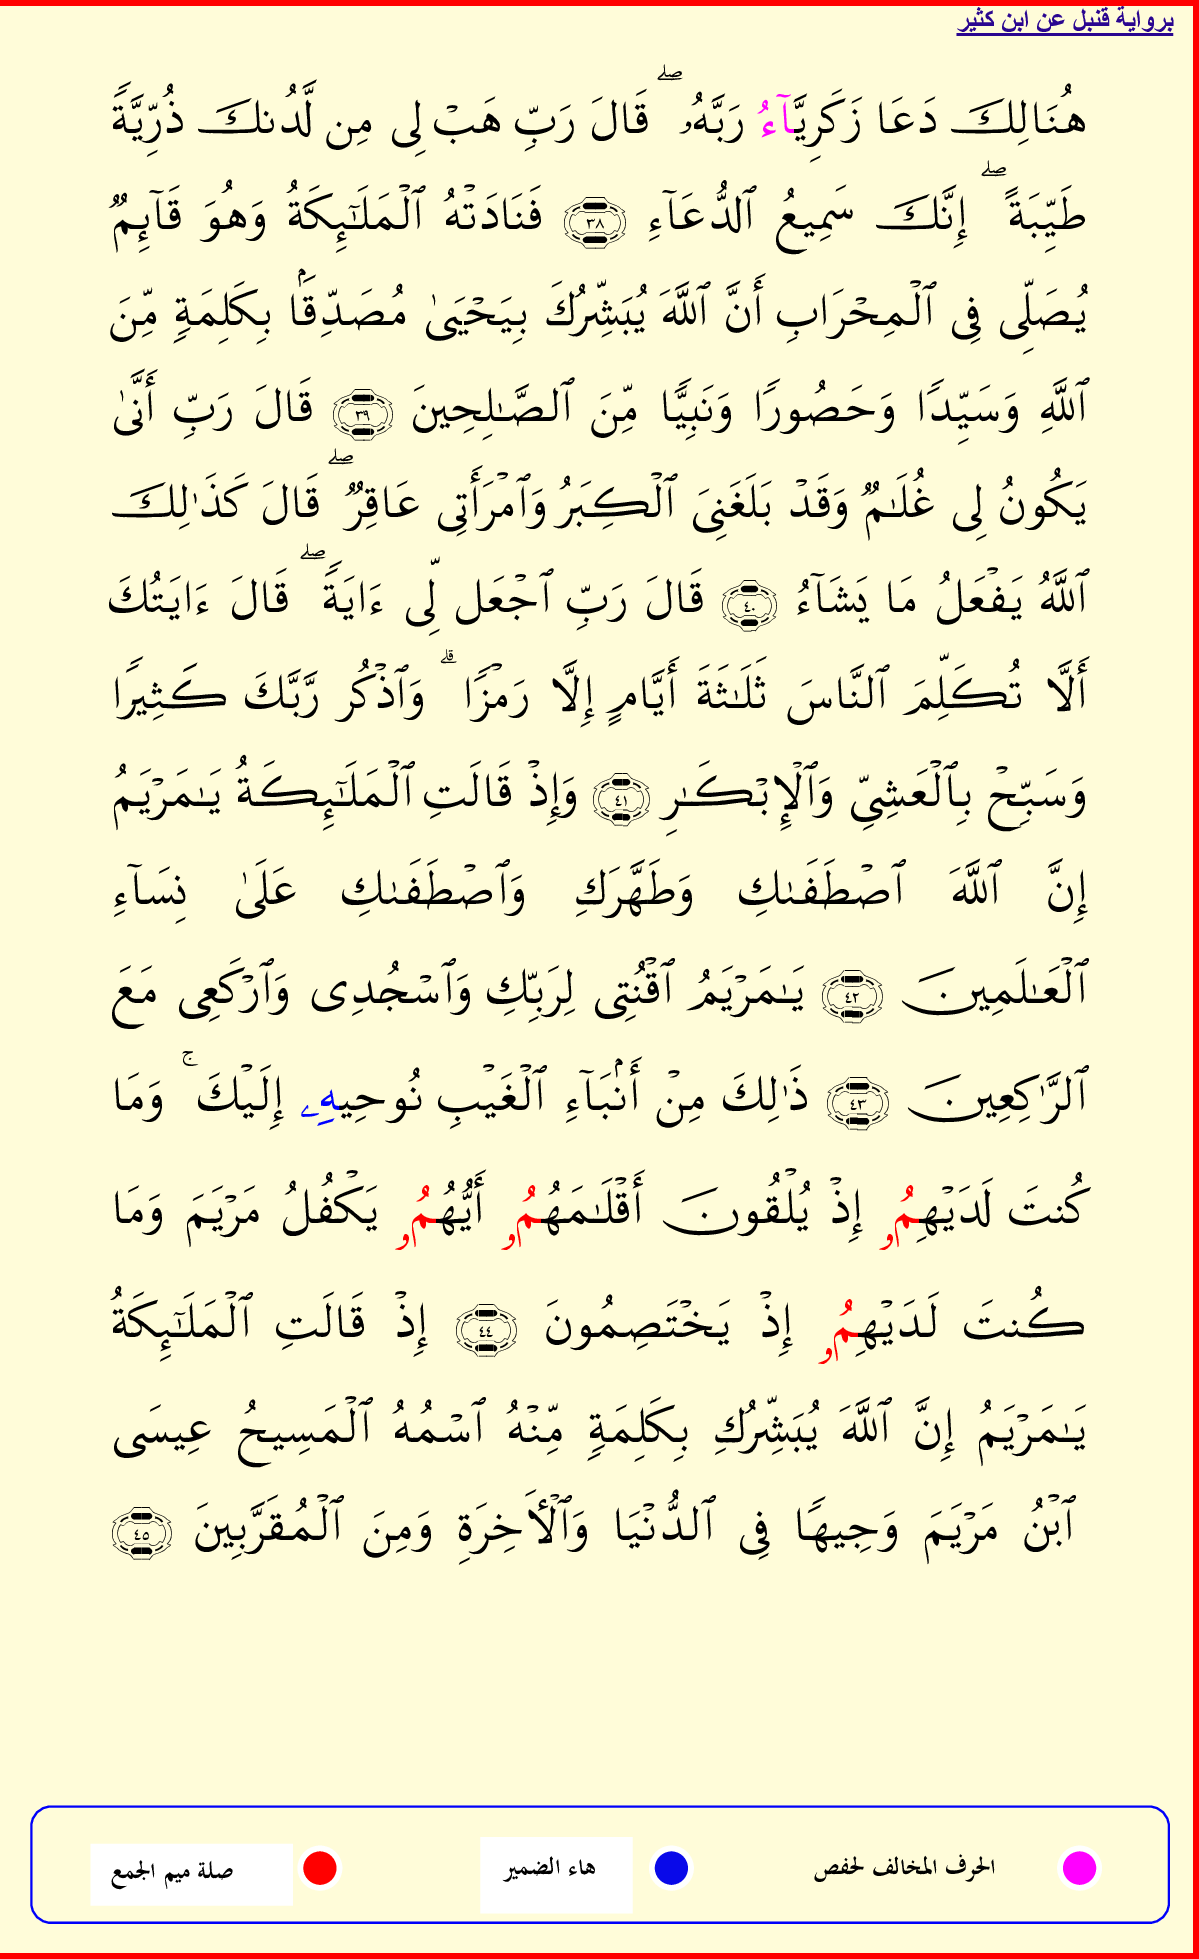 برواية قنبل عن ابن كثير
هُنَالِكَ دَعَا زَكَرِيَّآءُ رَبَّهُۥ ۖ قَالَ رَبِّ هَبْ لِى مِن لَّدُنكَ ذُرِّيَّةً
طَيِّبَةً ۖ إِنَّكَ سَمِيعُ ٱلدُّعَآءِ ٣٨ فَنَادَتْهُ ٱلْمَلَـٰٓئِكَةُ وَهُوَ قَآئِمٌ
يُصَلِّى فِى ٱلْمِحْرَابِ أَنَّ ٱللَّهَ يُبَشِّرُكَ بِيَحْيَىٰ مُصَدِّقَۢا بِكَلِمَةٍ مِّنَ
ٱللَّهِ وَسَيِّدًا وَحَصُورًا وَنَبِيًّا مِّنَ ٱلصَّـٰلِحِينَ ٣٩ قَالَ رَبِّ أَنَّىٰ
يَكُونُ لِى غُلَـٰمٌ وَقَدْ بَلَغَنِىَ ٱلْكِبَرُ وَٱمْرَأَتِى عَاقِرٌ ۖ قَالَ كَذَٰلِكَ
ٱللَّهُ يَفْعَلُ مَا يَشَآءُ ٤٠ قَالَ رَبِّ ٱجْعَل لِّى ءَايَةً ۖ قَالَ ءَايَتُكَ
أَلَّا تُكَلِّمَ ٱلنَّاسَ ثَلَـٰثَةَ أَيَّامٍ إِلَّا رَمْزًا ۗ وَٱذْكُر رَّبَّكَ كَثِيرًا
وَسَبِّحْ بِٱلْعَشِىِّ وَٱلْإِبْكَـٰرِ ٤١ وَإِذْ قَالَتِ ٱلْمَلَـٰٓئِكَةُ يَـٰمَرْيَمُ
إِنَّ ٱللَّهَ ٱصْطَفَىٰكِ وَطَهَّرَكِ وَٱصْطَفَىٰكِ عَلَىٰ نِسَآءِ
ٱلْعَـٰلَمِينَ ٤٢ يَـٰمَرْيَمُ ٱقْنُتِى لِرَبِّكِ وَٱسْجُدِى وَٱرْكَعِى مَعَ
ٱلرَّٰكِعِينَ ٤٣ ذَٰلِكَ مِنْ أَنۢبَآءِ ٱلْغَيْبِ نُوحِيهِۦ إِلَيْكَ ۚ وَمَا
كُنتَ لَدَيْهِمُۥ إِذْ يُلْقُونَ أَقْلَـٰمَهُمُۥ أَيُّهُمُۥ يَكْفُلُ مَرْيَمَ وَمَا
كُنتَ لَدَيْهِمُۥ إِذْ يَخْتَصِمُونَ ٤٤ إِذْ قَالَتِ ٱلْمَلَـٰٓئِكَةُ
يَـٰمَرْيَمُ إِنَّ ٱللَّهَ يُبَشِّرُكِ بِكَلِمَةٍ مِّنْهُ ٱسْمُهُ ٱلْمَسِيحُ عِيسَى
ٱبْنُ مَرْيَمَ وَجِيهًا فِى ٱلدُّنْيَا وَٱلْـَٔاخِرَةِ وَمِنَ ٱلْمُقَرَّبِينَ ٤٥
الحرف المخالف لحفص
هاء الضمير
صلة ميم الجمع